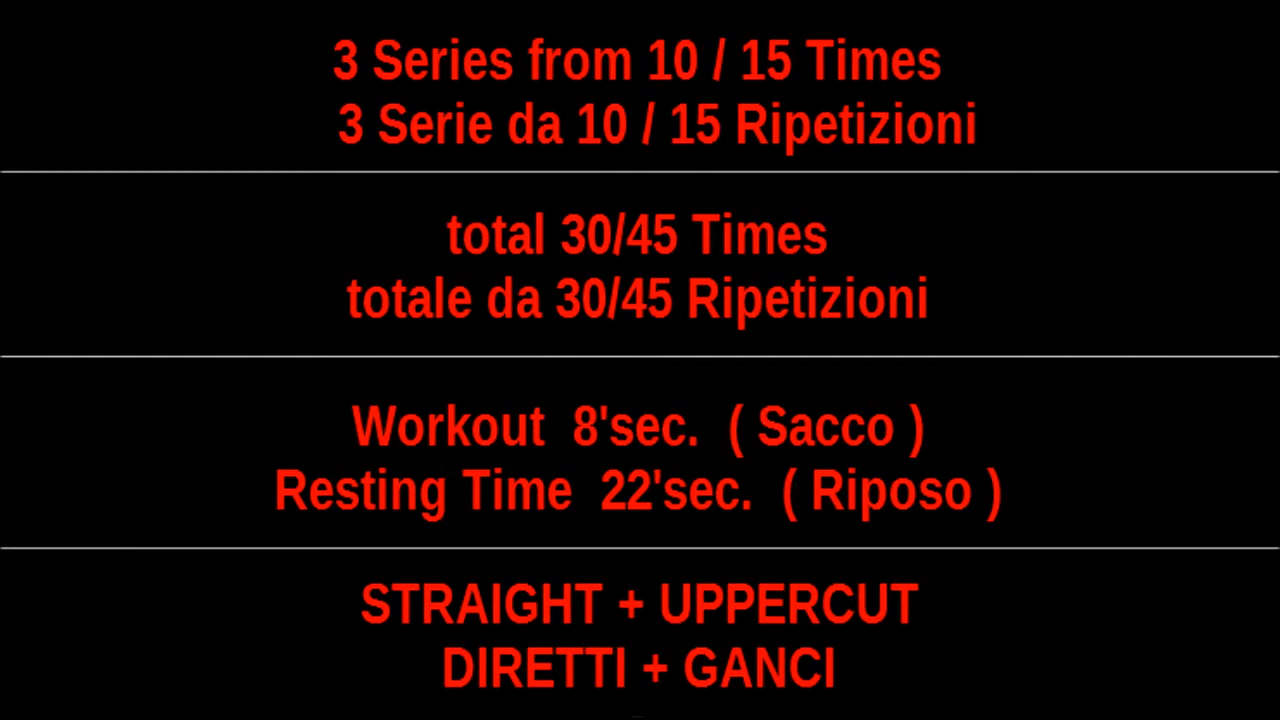 3 Series from 10 / 15 Times
3 Serie da 10 / 15 Ripetizioni
total 30/45 Times
totale da 30/45 Ripetizioni
Workout 8'sec. ( Sacco )
Resting Time 22'sec. ( Riposo )
STRAIGHT + UPPERCUT
DIRETTI + GANCI